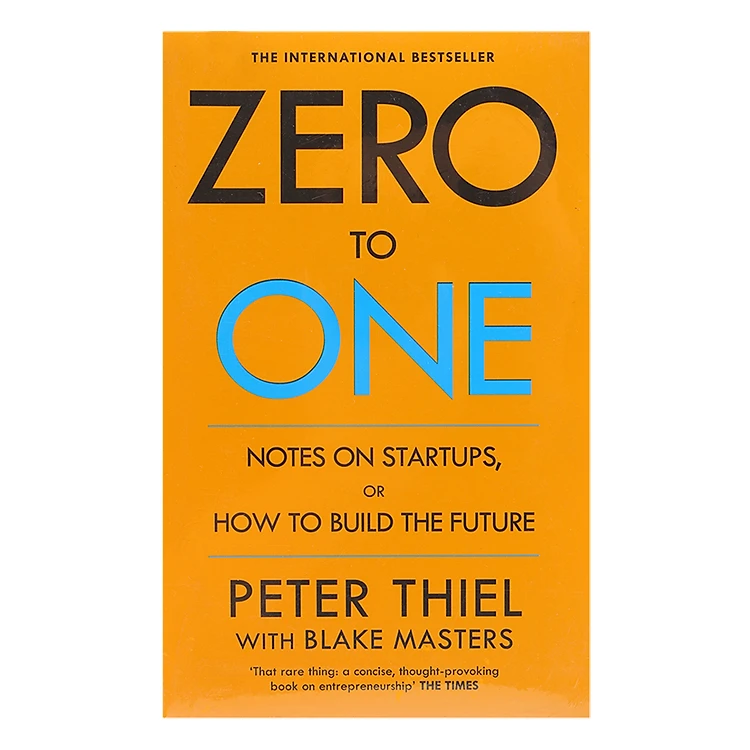 THE INTERNATIONAL BESTSELLER
ZERO
TO
ONE
NOTES ON STARTUPS,
OR
HOW TO BUILD THE FUTURE
PETER THIEL
WITH BLAKE MASTERS
‘That rare thing: a concise, thought-provoking
book on entrepreneurship’ THE TIMES